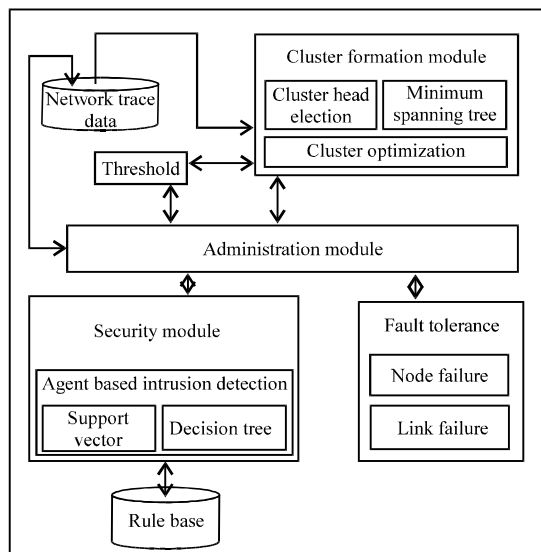 Cluster formation module
Network trace
data
Cluster head
election
Minimum
spanning tree
Cluster optimization
Threshold
Administration module
Security module
Agent based intrusion detection
Support
vector
Decision tree
Rule base
Fault tolerance
Node failure
Link failure